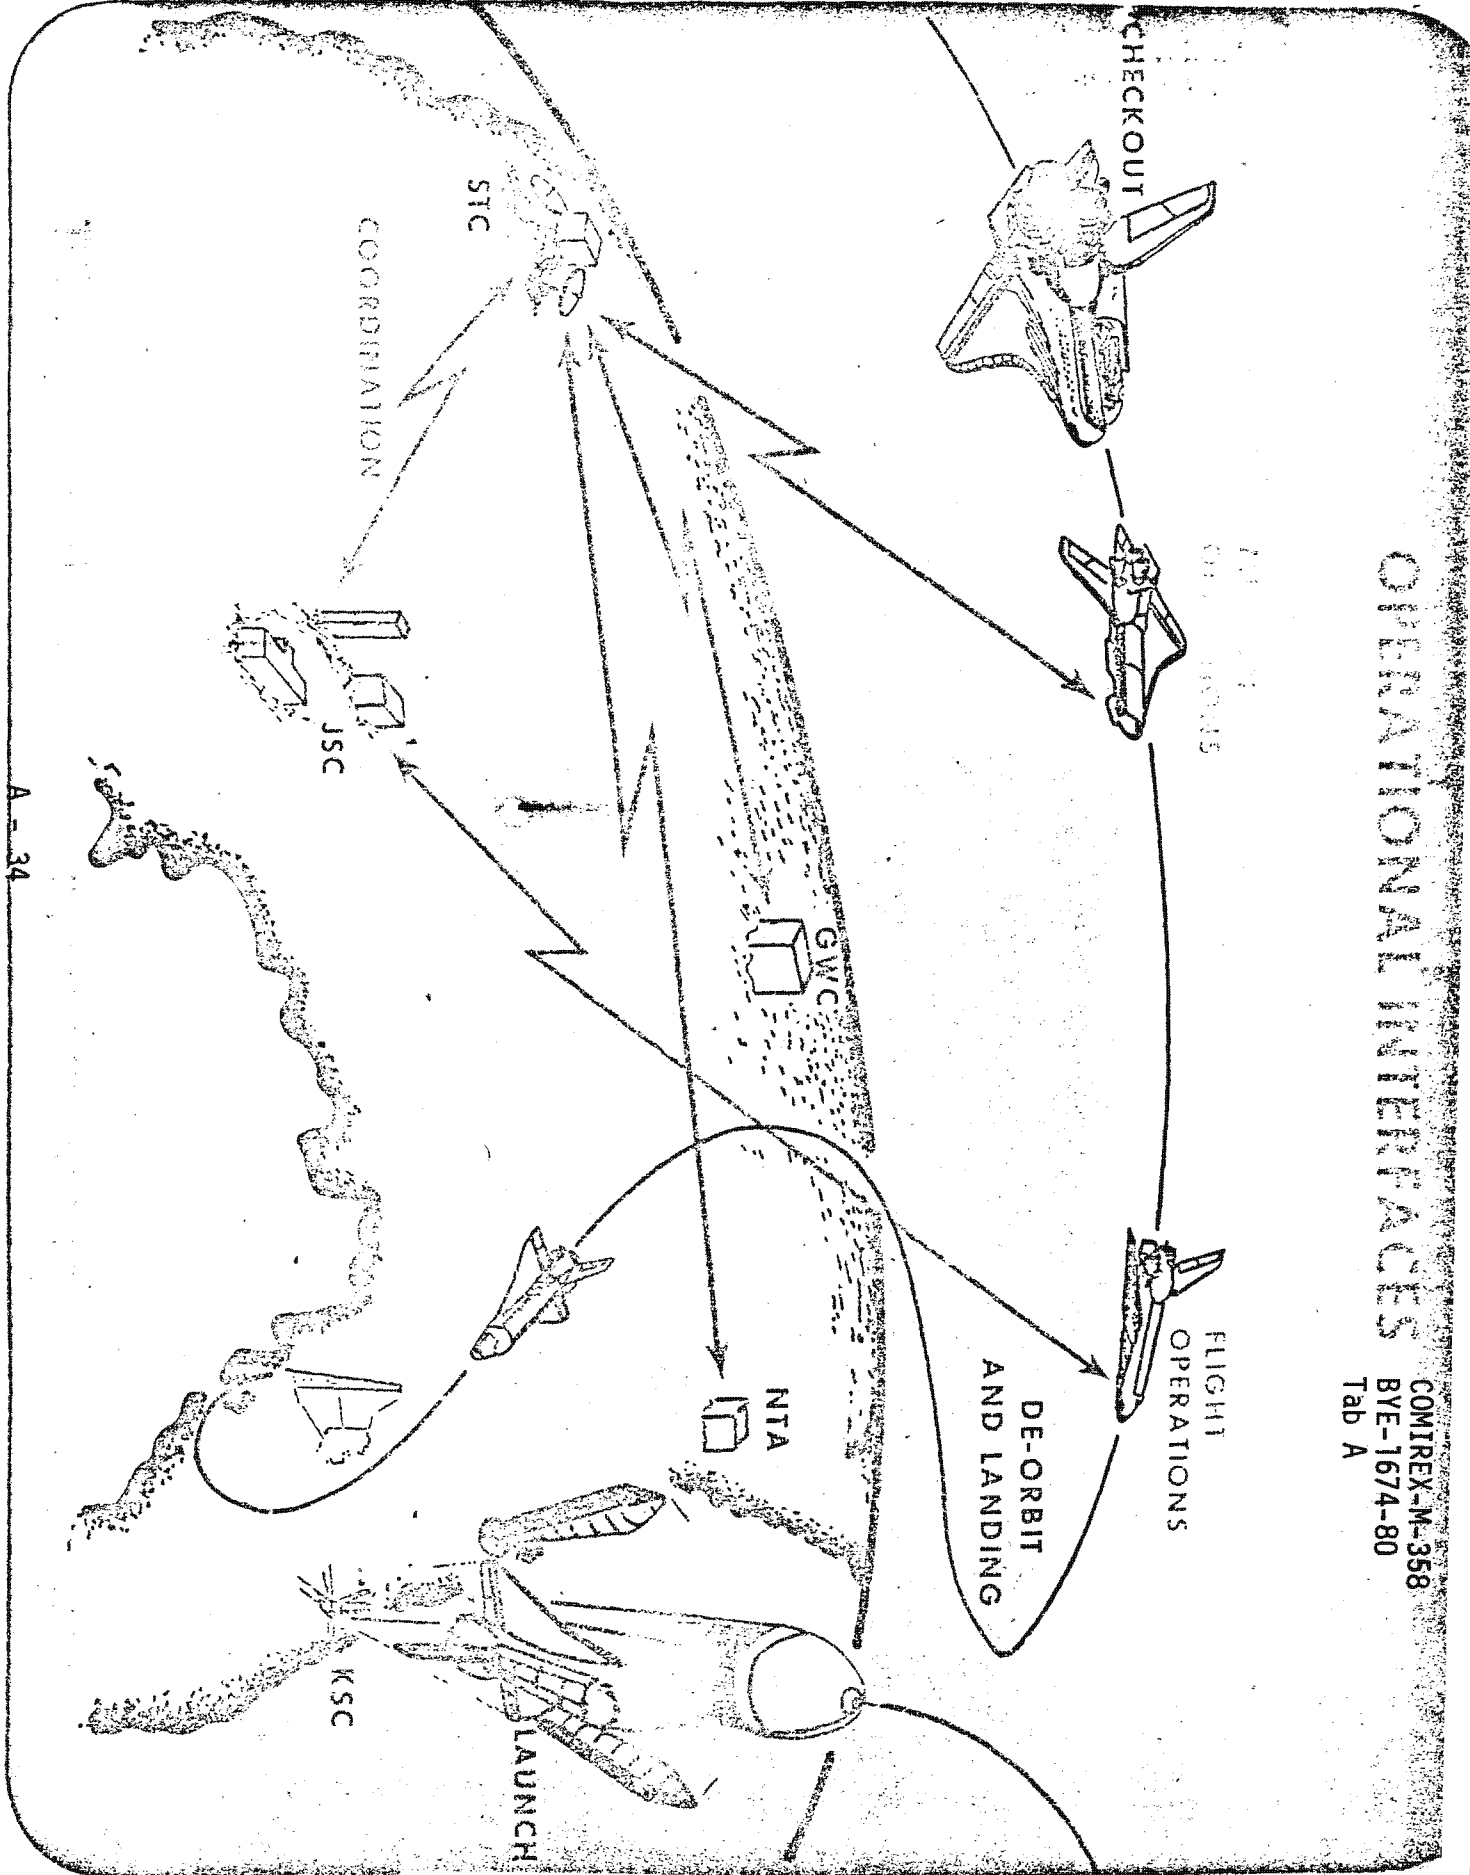 OPERATIONAL INTERFACES
COMIREX-M-358
BYE-1674-80
Tab A
CHECKOUT
FLIGHT
OPERATIONS
DE-ORBIT
AND LANDING
GWC
NTA
STC
COORDINATION
JSC
KSC
LAUNCH
A - 34